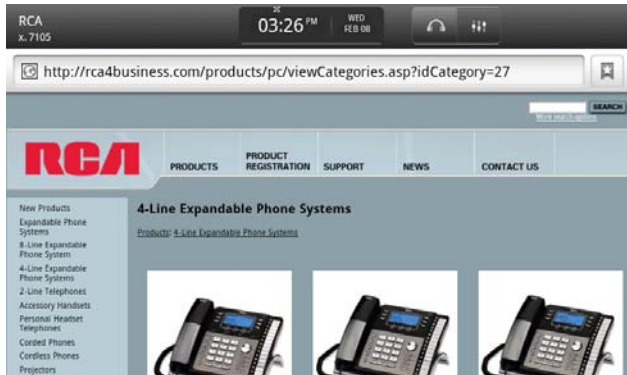 RCA
x. 7105
03:26 PM
WED
FEB 08
http://rca4business.com/products/pc/viewCategories.asp?idCategory=27
SEARCH
More search options
RCA
PRODUCTS
PRODUCT
REGISTRATION
SUPPORT
NEWS
CONTACT US
New Products
Expandable Phone
Systems
8-Line Expandable
Phone System
4-Line Expandable
Phone Systems
2-Line Telephones
Accessory Handsets
Personal Headset
Telephones
Corded Phones
Cordless Phones
Projectors
4-Line Expandable Phone Systems
Products: 4-Line Expandable Phone Systems